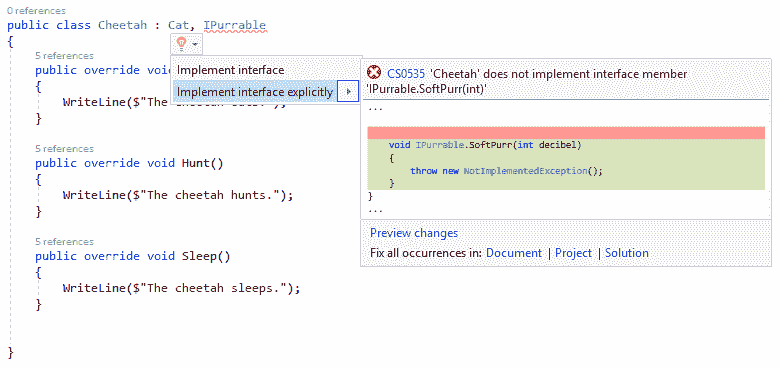 0 references
public class Cheetah : Cat, IPurrable
{
5 references
public override voi
Implement interface
{
Implement interface explicitly
WriteLine($"The cheetah eats.");
}
5 references
public override void Hunt()
{
WriteLine($"The cheetah hunts.");
}
5 references
public override void Sleep()
{
WriteLine($"The cheetah sleeps.");
}
}
CS0535 'Cheetah' does not implement interface member
'IPurrable.SoftPurr(int)'
...
void IPurrable.SoftPurr(int decibel)
{
throw new NotImplementedException();
}
}
...
Preview changes
Fix all occurrences in: Document | Project | Solution